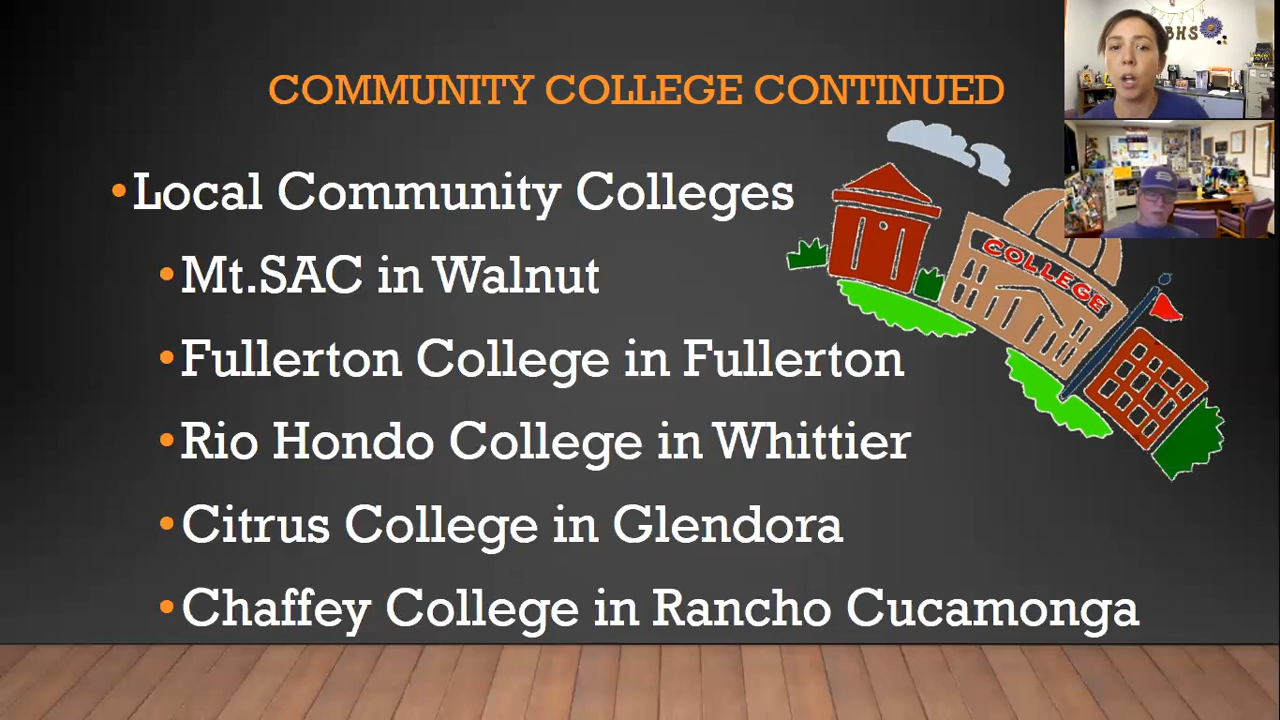 COMMUNITY COLLEGE CONTINUED
BHS
•Local Community Colleges
COLLEGE
•Mt.SAC in Walnut
•Fullerton College in Fullerton
•Rio Hondo College in Whittier
•Citrus College in Glendora
•Chaffey College in Rancho Cucamonga